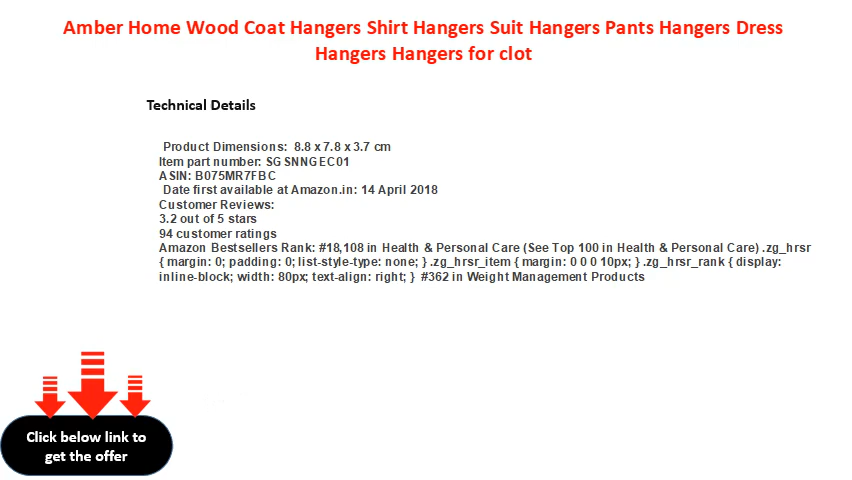 Amber Home Wood Coat Hangers Shirt Hangers Suit Hangers Pants Hangers Dress
Hangers Hangers for clot
Technical Details
Product Dimensions: 8.8 x 7.8 x 3.7 cm
Item part number: SGSNNGEC01
ASIN: B075MR7FBC
Date first available at Amazon.in: 14 April 2018
Customer Reviews:
3.2 out of 5 stars
94 customer ratings
Amazon Bestsellers Rank: #18,108 in Health & Personal Care (See Top 100 in Health & Personal Care) .zg_hrsr
{ margin: 0; padding: 0; list-style-type: none; } .zg_hrsr_item { margin: 0 0 0 10px; } .zg_hrsr_rank { display:
inline-block; width: 80px; text-align: right; } #362 in Weight Management Products
Click below link to
get the offer